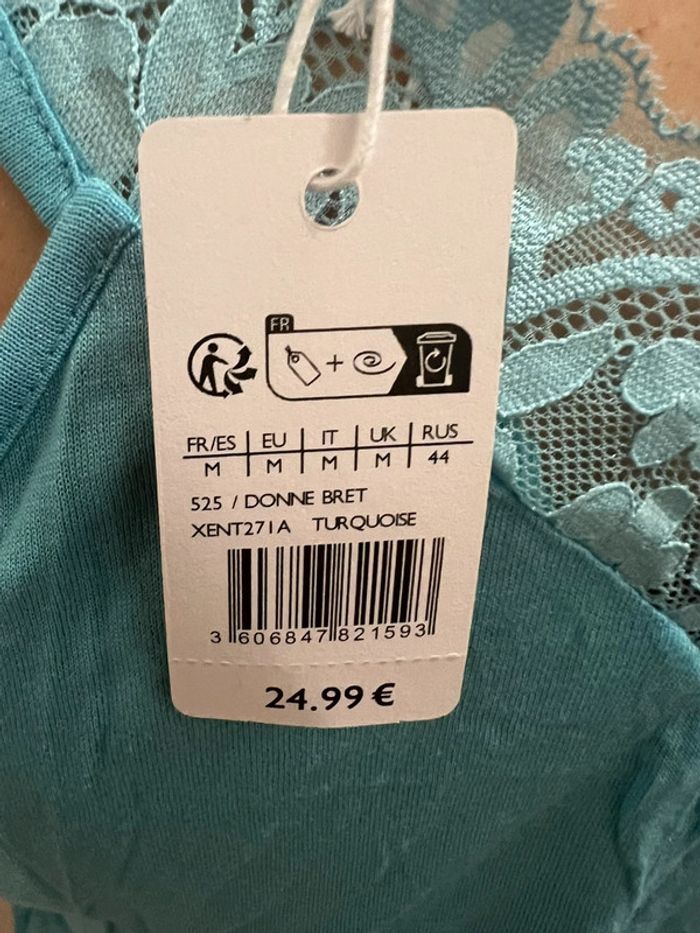 FR
+
FR/ES | EU | IT | UK | RUS
M | M | M | M | 44
525 / DONNE BRET
XENT271A TURQUOISE
3 606847 821593
24.99 €